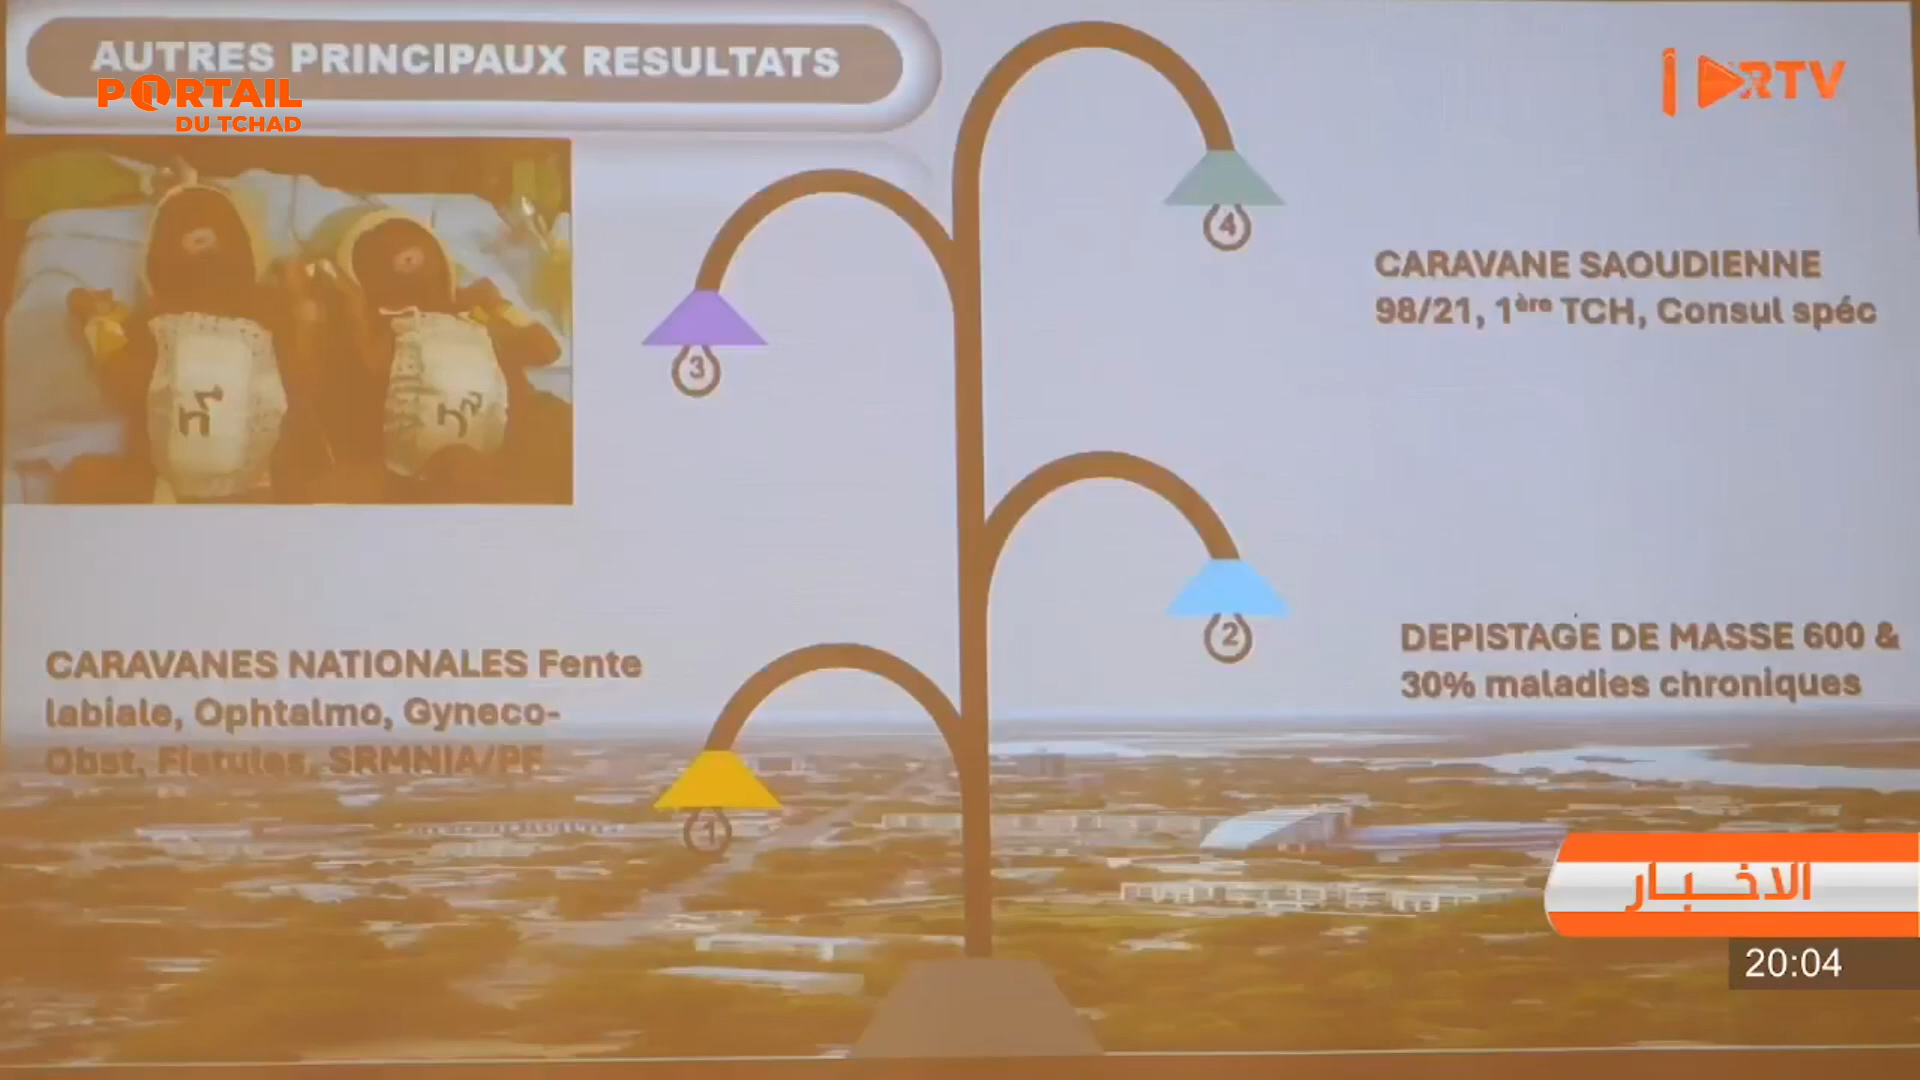 AUTRES PRINCIPAUX RESULTATS
PORTAIL
DU TCHAD
RTV
4
CARAVANE SAOUDIENNE
98/21, 1ère TCH, Consul spéc
3
J1
J2
2
DEPISTAGE DE MASSE 600 &
30% maladies chroniques
CARAVANES NATIONALES Fente
labiale, Ophtalmo, Gyneco-
Obst, Fistules, SRMNIA/PF
1
الاخبار
20:04